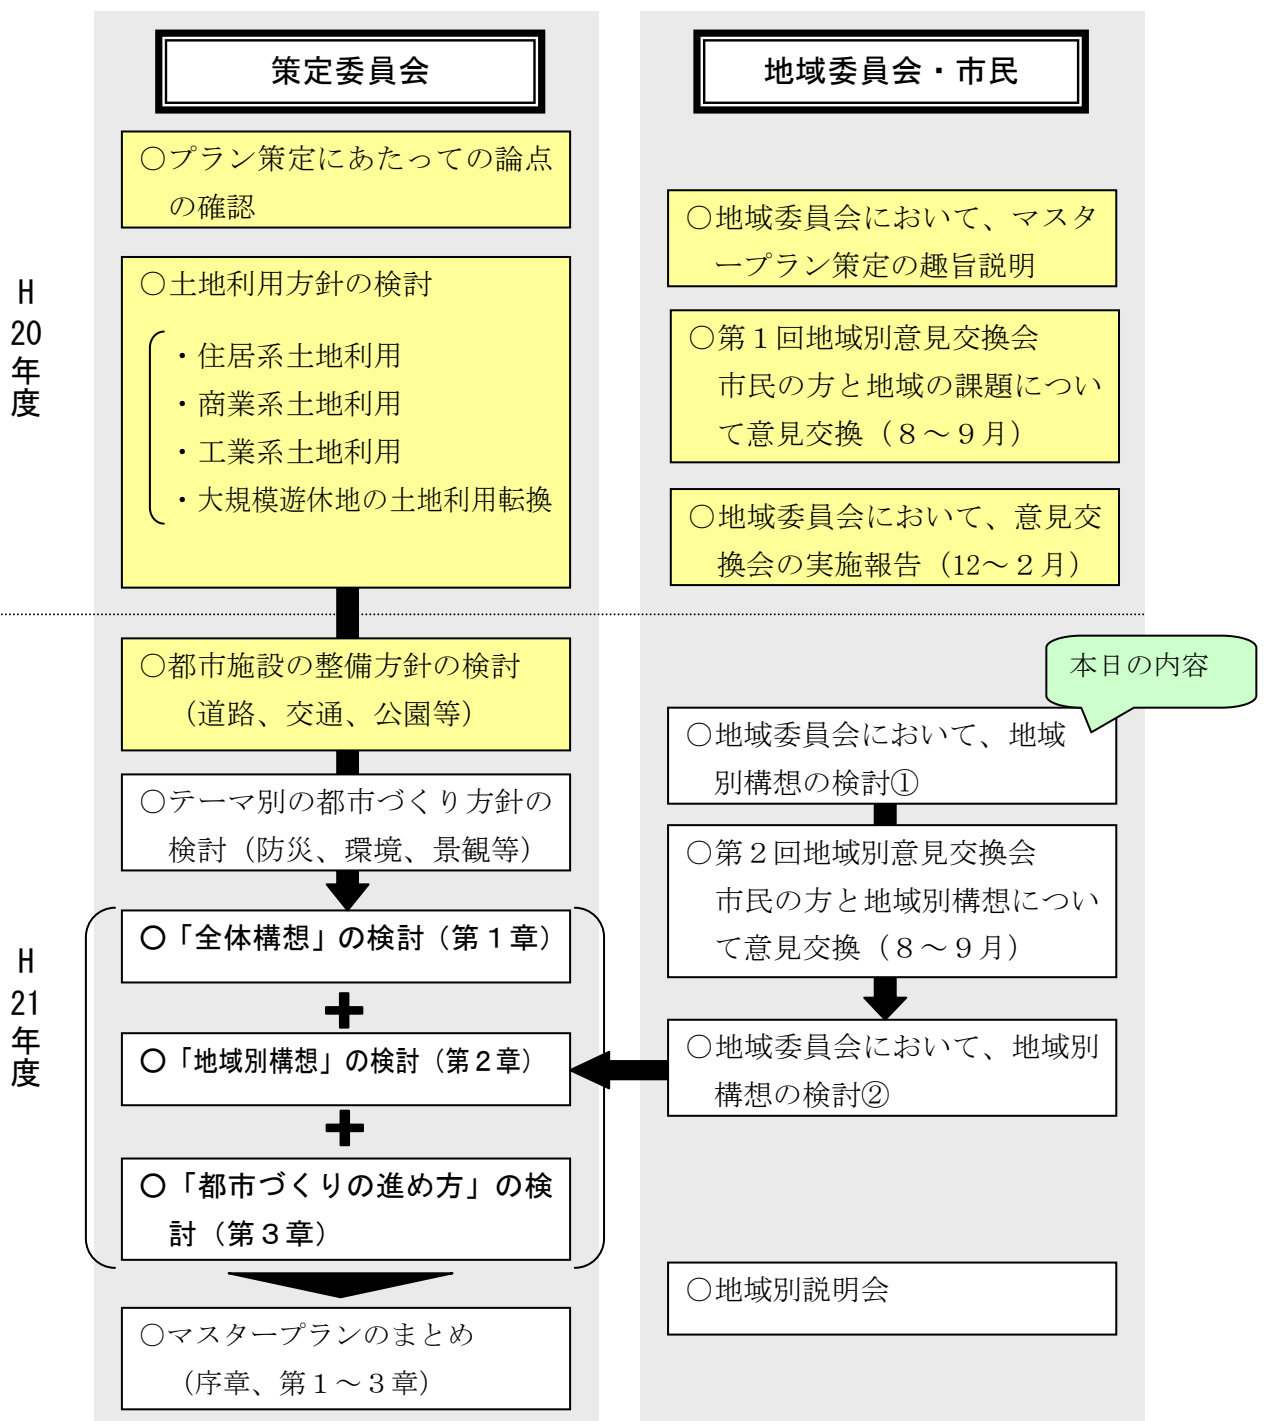 策定委員会
○プラン策定にあたっての論点
の確認
○土地利用方針の検討
・住居系土地利用
・商業系土地利用
・工業系土地利用
・大規模遊休地の土地利用転換
地域委員会・市民
○地域委員会において、マスタ
ープラン策定の趣旨説明
○第１回地域別意見交換会
市民の方と地域の課題につい
て意見交換（８～９月）
○地域委員会において、意見交
換会の実施報告（12～２月）
H
20
年
度
○都市施設の整備方針の検討
（道路、交通、公園等）
○テーマ別の都市づくり方針の
検討（防災、環境、景観等）
○「全体構想」の検討（第１章）
＋
○「地域別構想」の検討（第２章）
＋
○「都市づくりの進め方」の検
討（第３章）
○マスタープランのまとめ
（序章、第１～３章）
本日の内容
○地域委員会において、地域
別構想の検討①
○第２回地域別意見交換会
市民の方と地域別構想につい
て意見交換（８～９月）
○地域委員会において、地域別
構想の検討②
○地域別説明会
H
21
年
度